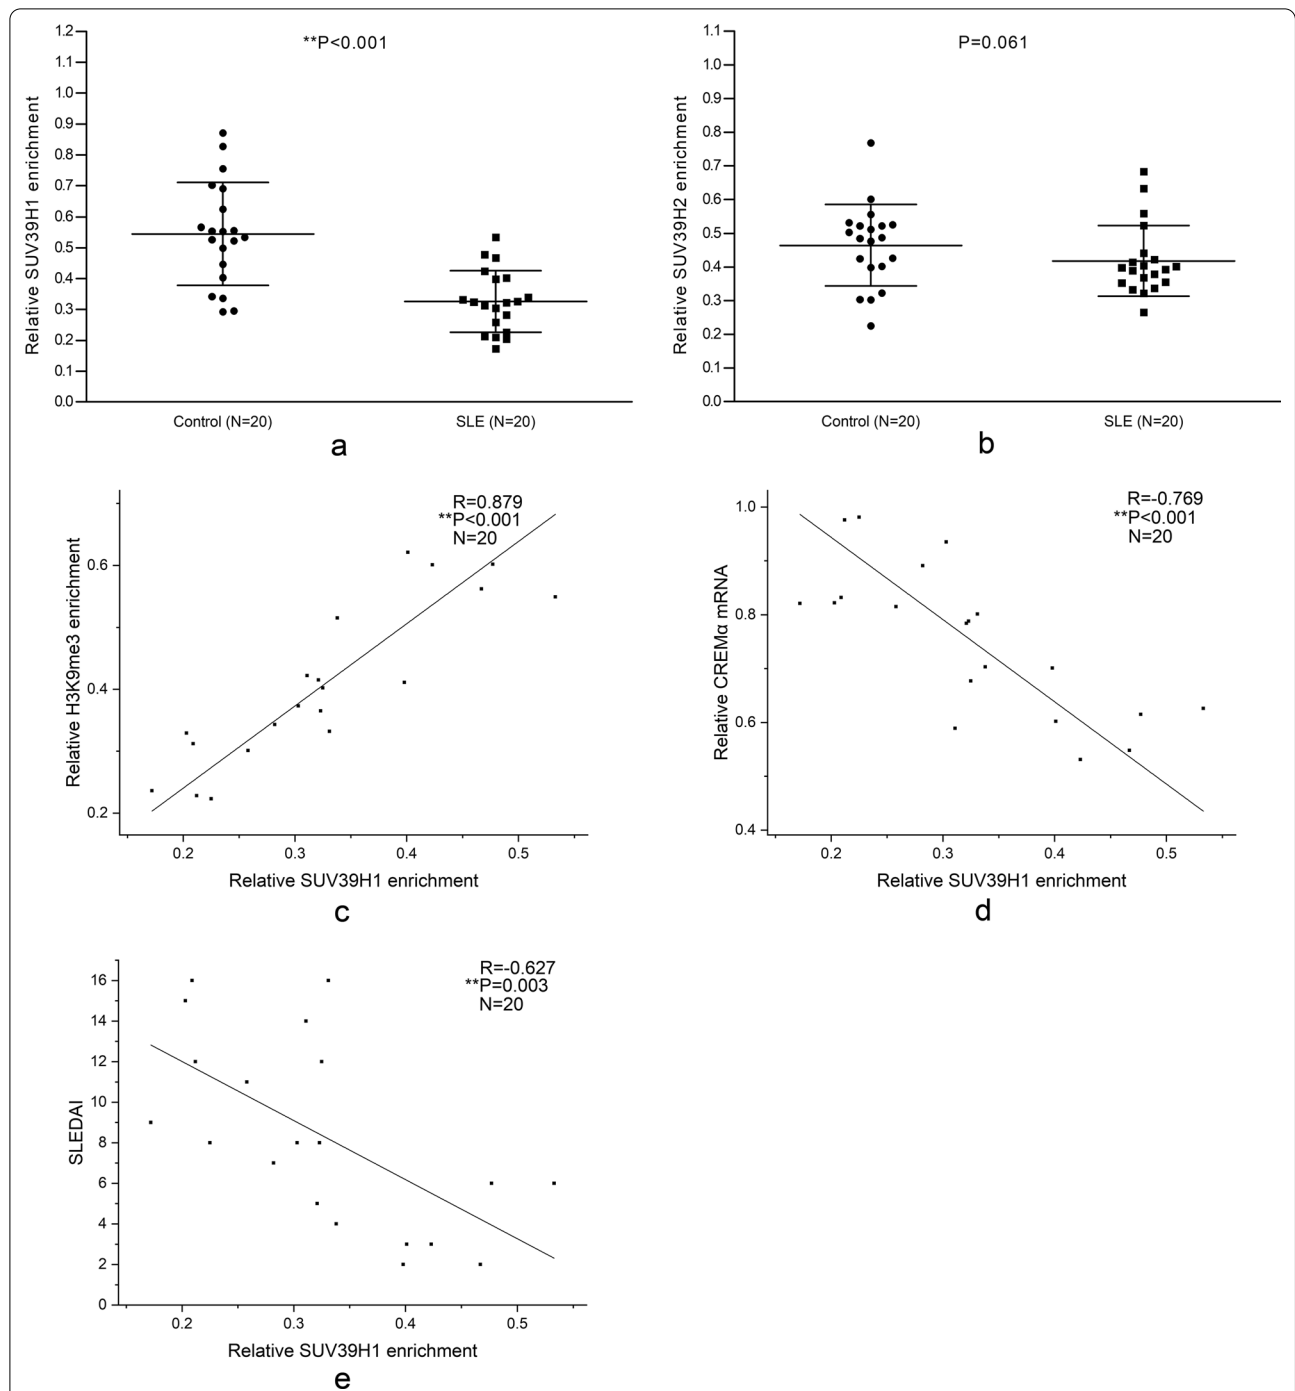 **P<0.001
Relative SUV39H1 enrichment
1.2
1.1
1.0
0.9
0.8
0.7
0.6
0.5
0.4
0.3
0.2
0.1
0.0
Control (N=20)
SLE (N=20)
a
P=0.061
Relative SUV39H2 enrichment
1.1
1.0
0.9
0.8
0.7
0.6
0.5
0.4
0.3
0.2
0.1
0.0
Control (N=20)
SLE (N=20)
b
R=0.879
**P<0.001
N=20
Relative H3K9me3 enrichment
0.6
0.4
0.2
0.2
0.3
0.4
0.5
Relative SUV39H1 enrichment
c
R=-0.769
**P<0.001
N=20
Relative CREMα mRNA
1.0
0.8
0.6
0.4
0.2
0.3
0.4
0.5
Relative SUV39H1 enrichment
d
R=-0.627
**P=0.003
N=20
SLEDAI
16
14
12
10
8
6
4
2
0
0.2
0.3
0.4
0.5
Relative SUV39H1 enrichment
e